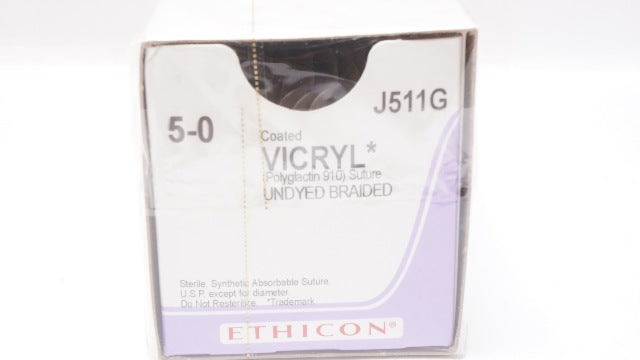 J511G
5-0
Coated
VICRYL*
(Polyglactin 910) Suture
UNDYED BRAIDED
Sterile, Synthetic Absorbable Suture,
U.S.P. except for diameter.
Do Not Resterilize. *Trademark
ETHICON®